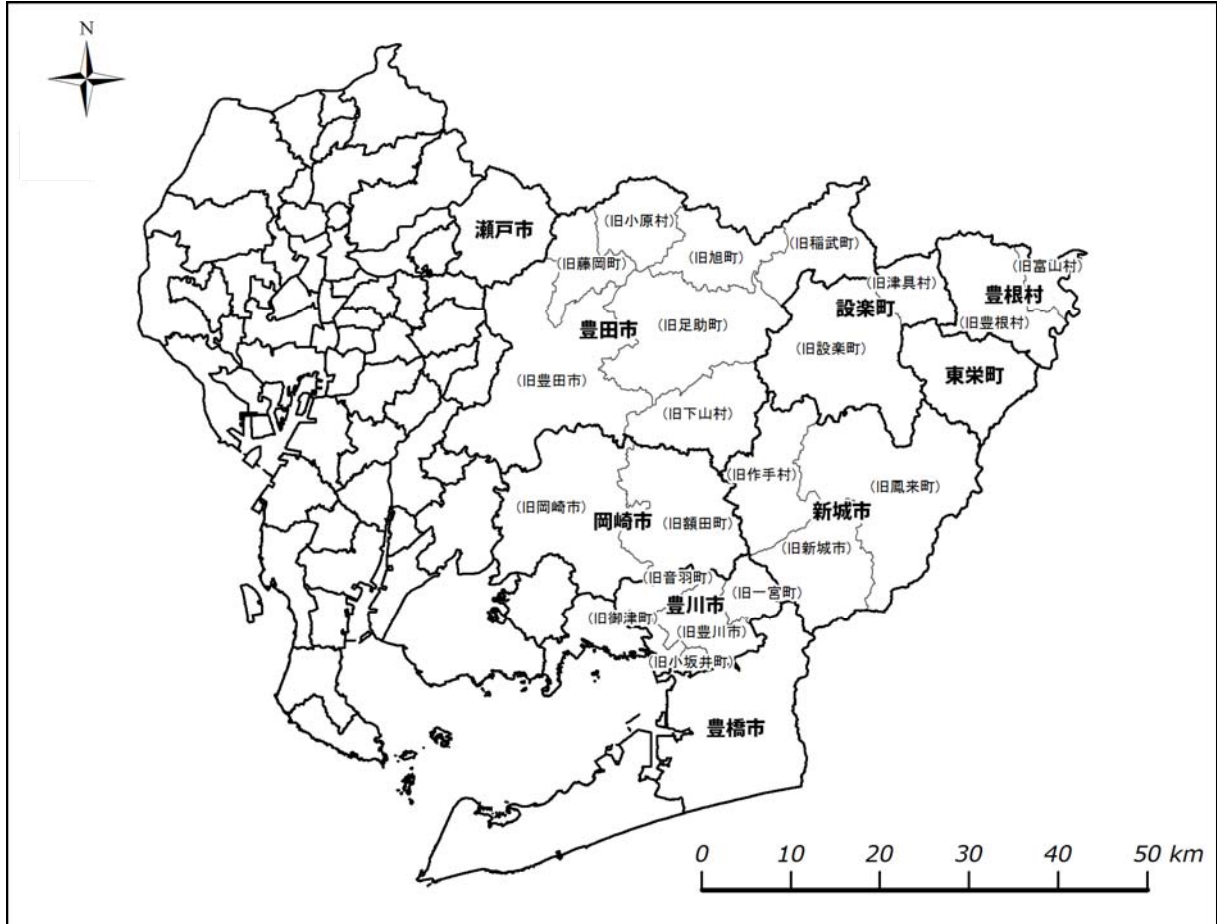 N
瀬戸市
(旧小原村)
(旧稲武町)
(旧藤岡町)
(旧旭町)
(旧富山村)
(旧津具村)
豊根村
設楽町
豊田市
(旧足助町)
(旧豊根村)
(旧設楽町)
東栄町
(旧豊田市)
(旧下山村)
(旧作手村)
(旧鳳来町)
(旧岡崎市)
岡崎市
(旧額田町)
新城市
(旧新城市)
(旧音羽町)
(旧一宮町)
豊川市
(旧御津町)
(旧豊川市)
(旧小坂井町)
豊橋市
0 10 20 30 40 50 km